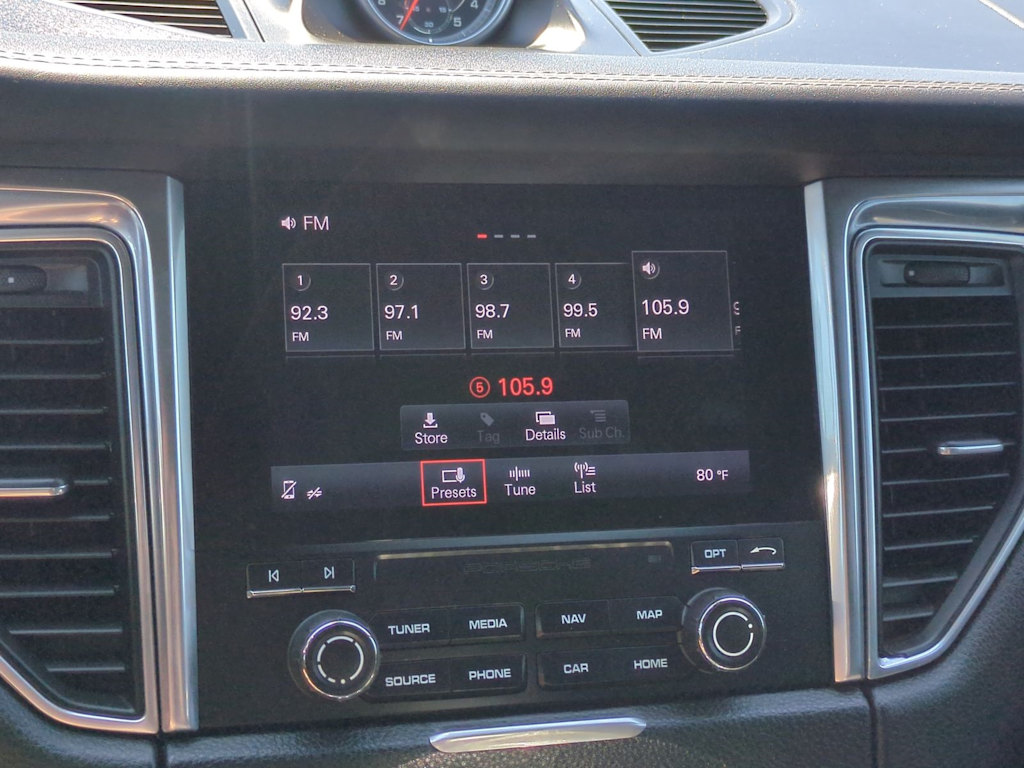 FM
1 2 3 4
92.3 97.1 98.7 99.5 105.9
FM FM FM FM FM
5 105.9
Store Tag Details Sub Ch.
Presets Tune List 80 °F
PORSCHE
OPT
TUNER MEDIA NAV MAP
SOURCE PHONE CAR HOME